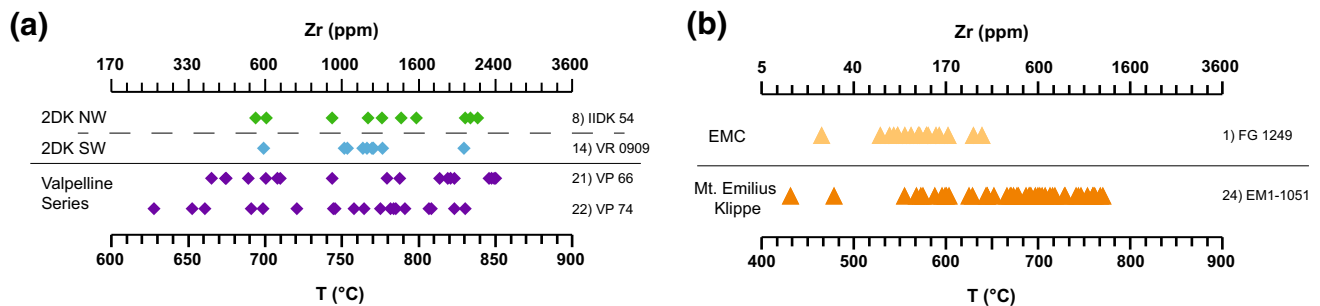 (a)
Zr (ppm)
170 330 600 1000 1600 2400 3600
2DK NW 8) IIDK 54
2DK SW 14) VR 0909
Valpelline
Series
21) VP 66
22) VP 74
600 650 700 750 800 850 900
T (°C)
(b)
Zr (ppm)
5 40 170 600 1600 3600
EMC 1) FG 1249
Mt. Emilius
Klippe
24) EM1-1051
400 500 600 700 800 900
T (°C)